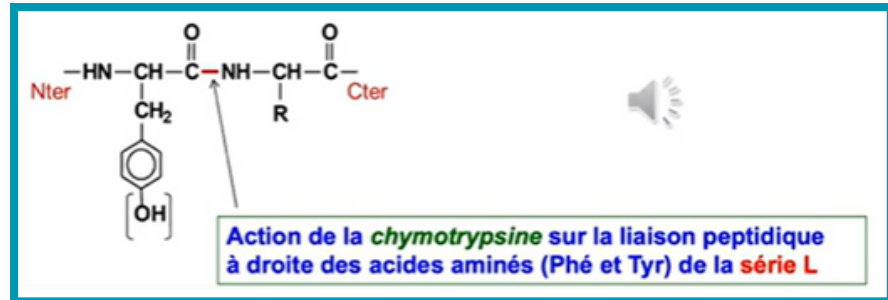 O O
–HN–CH–C–NH–CH–C–
Nter Cter
CH₂ R
OH
Action de la chymotrypsine sur la liaison peptidique
à droite des acides aminés (Phé et Tyr) de la série L